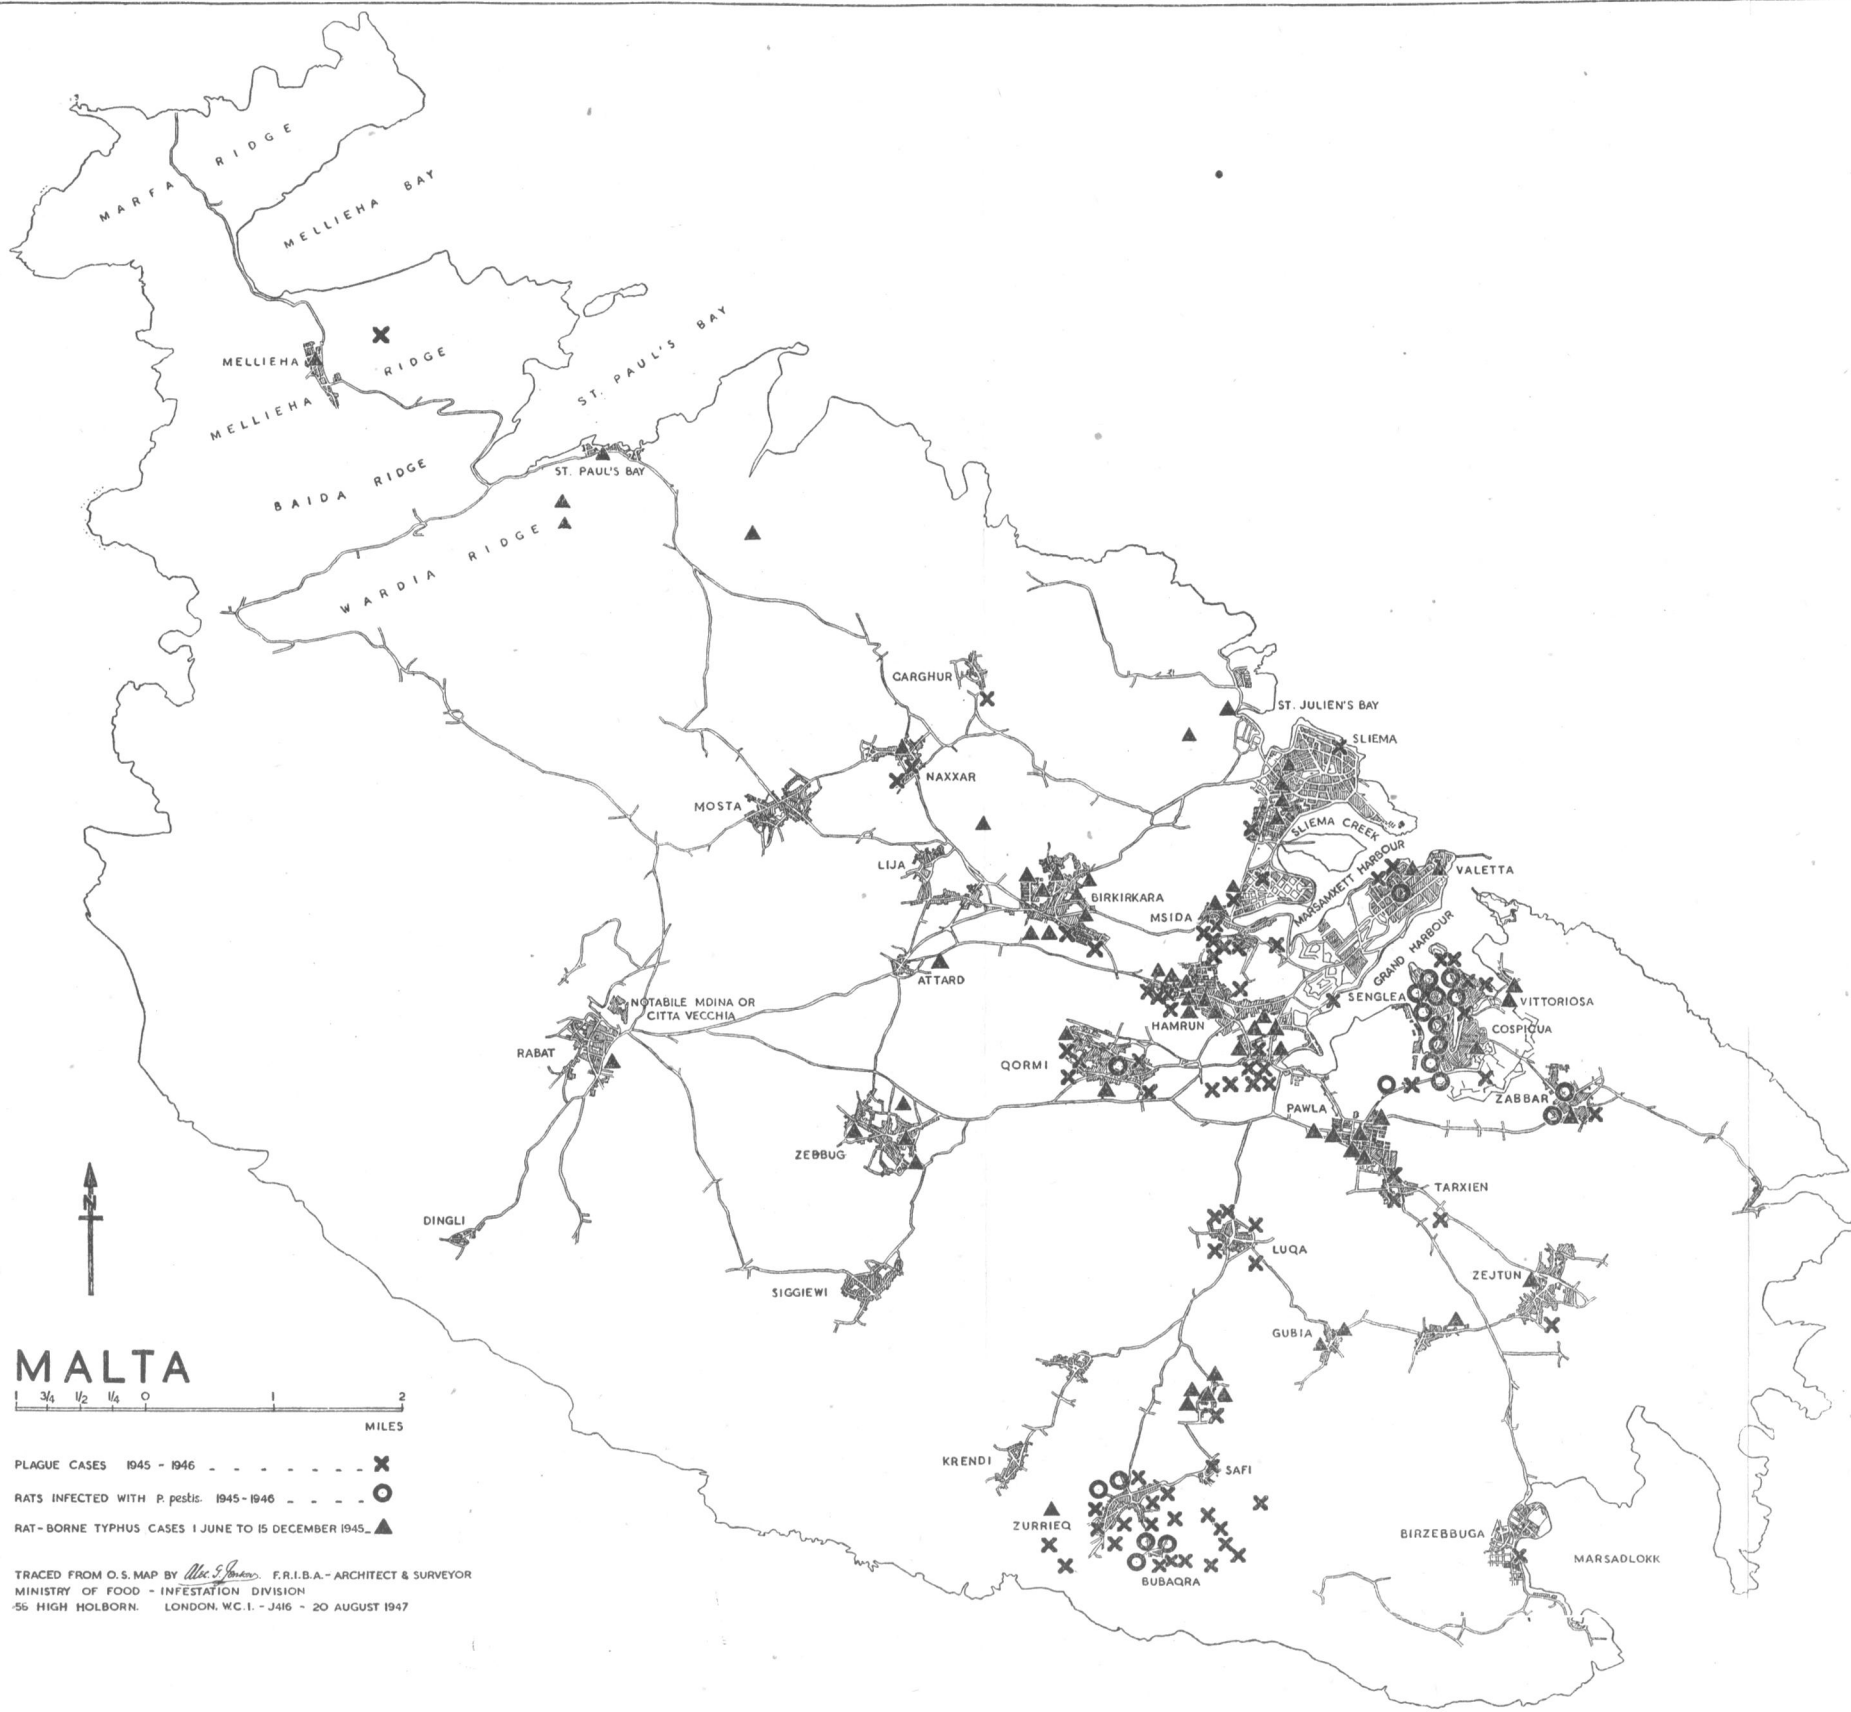 MARFA RIDGE
MELLIEHA BAY
MELLIEHA
MELLIEHA RIDGE
ST. PAUL'S BAY
ST. PAUL'S BAY
BAIDA RIDGE
WARDIA RIDGE
GARGHUR
ST. JULIEN'S BAY
SLIEMA
NAXXAR
MOSTA
SLIEMA CREEK
LIJA
MARSAMXETT HARBOUR
VALETTA
BIRKIRKARA
MSIDA
GRAND HARBOUR
ATTARD
NOTABILE MDINA OR
CITTA VECCHIA
SENGLEA
VITTORIOSA
HAMRUN
COSPIQUA
RABAT
QORMI
ZABBAR
PAWLA
ZEBBUG
TARXIEN
DINGLI
LUQA
ZEJTUN
SIGGIEWI
GUBIA
KRENDI
SAFI
ZURRIEQ
BIRZEBBUGA
MARSADLOKK
BUBAQRA
N
MALTA
1 3/4 1/2 1/4 0 1 2
MILES
PLAGUE CASES 1945 - 1946
RATS INFECTED WITH P. pestis. 1945-1946
RAT-BORNE TYPHUS CASES 1 JUNE TO 15 DECEMBER 1945
TRACED FROM O.S. MAP BY F.R.I.B.A. - ARCHITECT & SURVEYOR
MINISTRY OF FOOD - INFESTATION DIVISION
56 HIGH HOLBORN. LONDON. W.C.1. - J416 - 20 AUGUST 1947